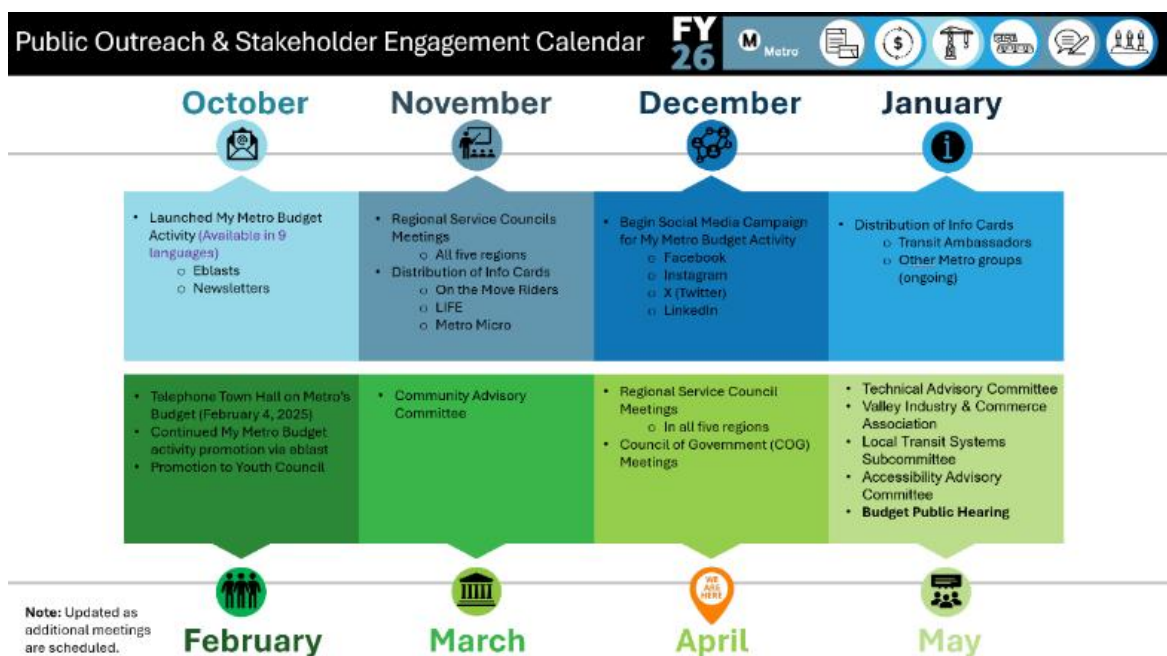 Public Outreach & Stakeholder Engagement Calendar
FY
26
M
Metro
October
November
December
January
• Launched My Metro Budget
Activity (Available in 9
languages)
o Eblasts
o Newsletters
• Regional Service Councils
Meetings
o All five regions
• Distribution of Info Cards
o On the Move Riders
o LIFE
o Metro Micro
• Begin Social Media Campaign
for My Metro Budget Activity
o Facebook
o Instagram
o X (Twitter)
o LinkedIn
• Distribution of Info Cards
o Transit Ambassadors
o Other Metro groups
(ongoing)
• Telephone Town Hall on Metro's
Budget (February 4, 2025)
• Continued My Metro Budget
activity promotion via eblast
• Promotion to Youth Council
• Community Advisory
Committee
• Regional Service Council
Meetings
o In all five regions
• Council of Government (COG)
Meetings
• Technical Advisory Committee
• Valley Industry & Commerce
Association
• Local Transit Systems
Subcommittee
• Accessibility Advisory
Committee
• Budget Public Hearing
WE
ARE
HERE
February
March
April
May
Note: Updated as
additional meetings
are scheduled.